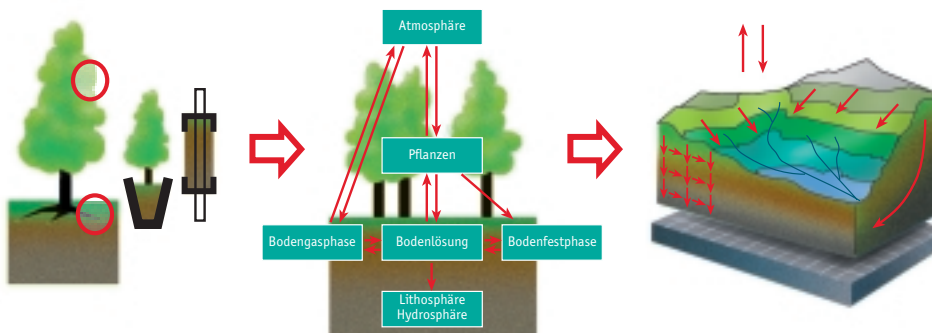 Atmosphäre
Pflanzen
Bodengasphase
Bodenlösung
Bodenfestphase
Lithosphäre
Hydrosphäre